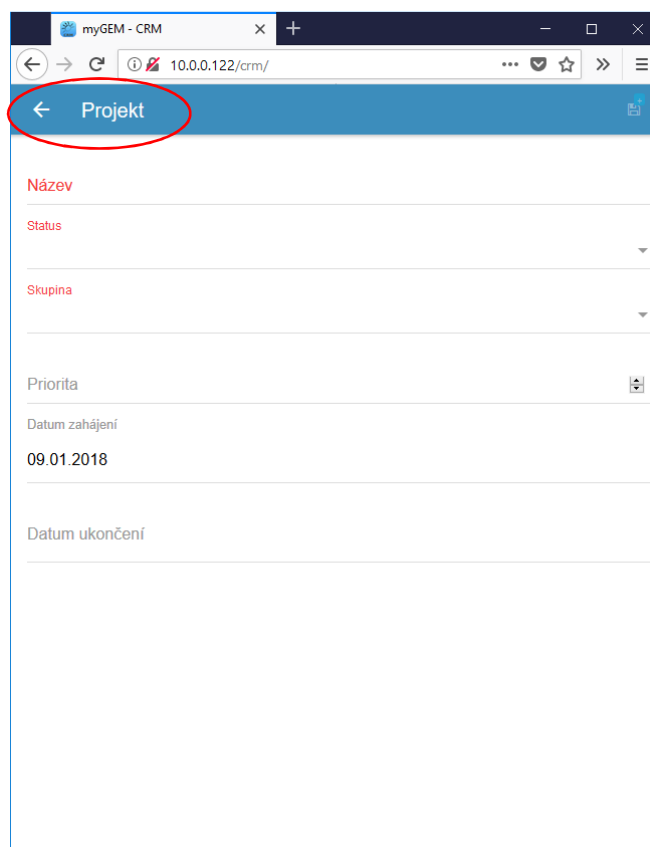 myGEM - CRM
10.0.0.122/crm/
Projekt
Název
Status
Skupina
Priorita
Datum zahájení
09.01.2018
Datum ukončení